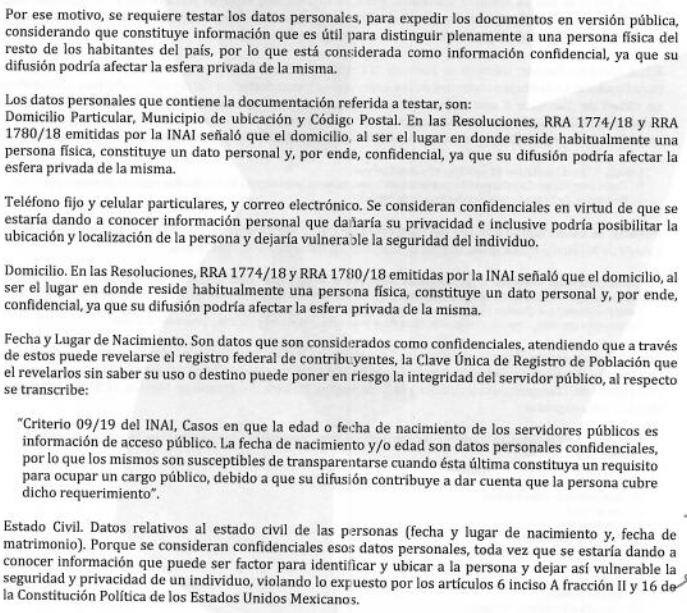 Por ese motivo, se requiere testar los datos personales, para expedir los documentos en versión pública,
considerando que constituye información que es útil para distinguir plenamente a una persona física del
resto de los habitantes del país, por lo que está considerada como información confidencial, ya que su
difusión podría afectar la esfera privada de la misma.
Los datos personales que contiene la documentación referida a testar, son:
Domicilio Particular, Municipio de ubicación y Código Postal. En las Resoluciones, RRA 1774/18 y RRA
1780/18 emitidas por la INAI señaló que el domicilio, al ser el lugar en donde reside habitualmente una
persona física, constituye un dato personal y, por ende, confidencial, ya que su difusión podría afectar la
esfera privada de la misma.
Teléfono fijo y celular particulares, y correo electrónico. Se consideran confidenciales en virtud de que se
estaría dando a conocer información personal que dañaría su privacidad e inclusive podría posibilitar la
ubicación y localización de la persona y dejaría vulnerable la seguridad del individuo.
Domicilio. En las Resoluciones, RRA 1774/18 y RRA 1780/18 emitidas por la INAI señaló que el domicilio, al
ser el lugar en donde reside habitualmente una persona física, constituye un dato personal y, por ende,
confidencial, ya que su difusión podría afectar la esfera privada de la misma.
Fecha y Lugar de Nacimiento. Son datos que son considerados como confidenciales, atendiendo que a través
de estos puede revelarse el registro federal de contribuyentes, la Clave Única de Registro de Población que
el revelarlos sin saber su uso o destino puede poner en riesgo la integridad del servidor público, al respecto
se transcribe:
"Criterio 09/19 del INAI, Casos en que la edad o fecha de nacimiento de los servidores públicos es
información de acceso público. La fecha de nacimiento y/o edad son datos personales confidenciales,
por lo que los mismos son susceptibles de transparentarse cuando ésta última constituya un requisito
para ocupar un cargo público, debido a que su difusión contribuye a dar cuenta que la persona cubre
dicho requerimiento".
Estado Civil. Datos relativos al estado civil de las personas (fecha y lugar de nacimiento y, fecha de
matrimonio). Porque se consideran confidenciales esos datos personales, toda vez que se estaría dando a
conocer información que puede ser factor para identificar y ubicar a la persona y dejar así vulnerable la
seguridad y privacidad de un individuo, violando lo expuesto por los artículos 6 inciso A fracción II y 16 de
la Constitución Política de los Estados Unidos Mexicanos.